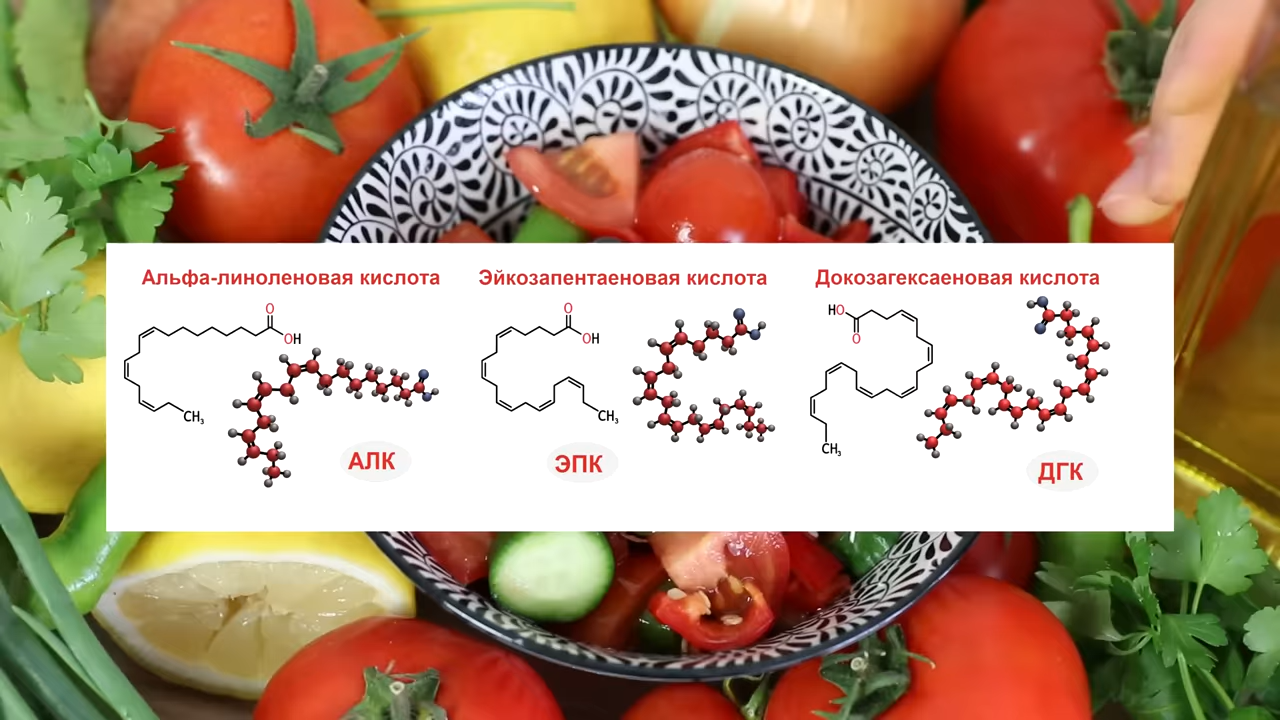 Альфа-линоленовая кислота
Эйкозапентаеновая кислота
Докозагексаеновая кислота
O
OH
CH₃
O
OH
CH₃
HO
O
CH₃
АЛК
ЭПК
ДГК